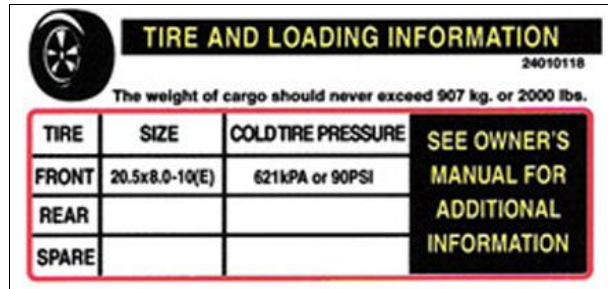 TIRE AND LOADING INFORMATION
24010118
The weight of cargo should never exceed 907 kg. or 2000 lbs.
TIRE SIZE COLD TIRE PRESSURE
FRONT 20.5x8.0-10(E) 621kPA or 90PSI
REAR
SPARE
SEE OWNER'S
MANUAL FOR
ADDITIONAL
INFORMATION